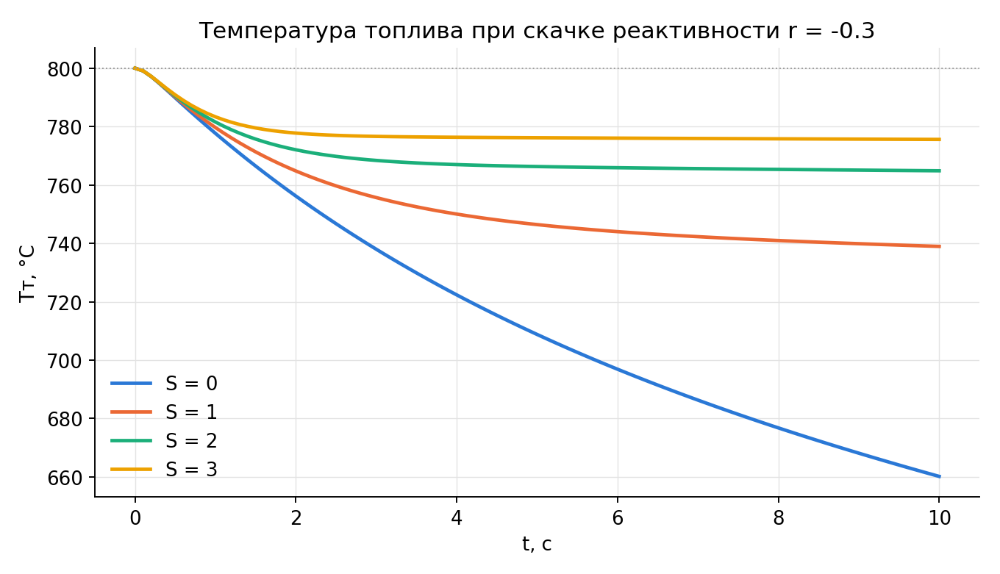 Температура топлива при скачке реактивности r = -0.3
Tт, °C
800
780
760
740
720
700
680
660
S = 0
S = 1
S = 2
S = 3
0 2 4 6 8 10
t, с